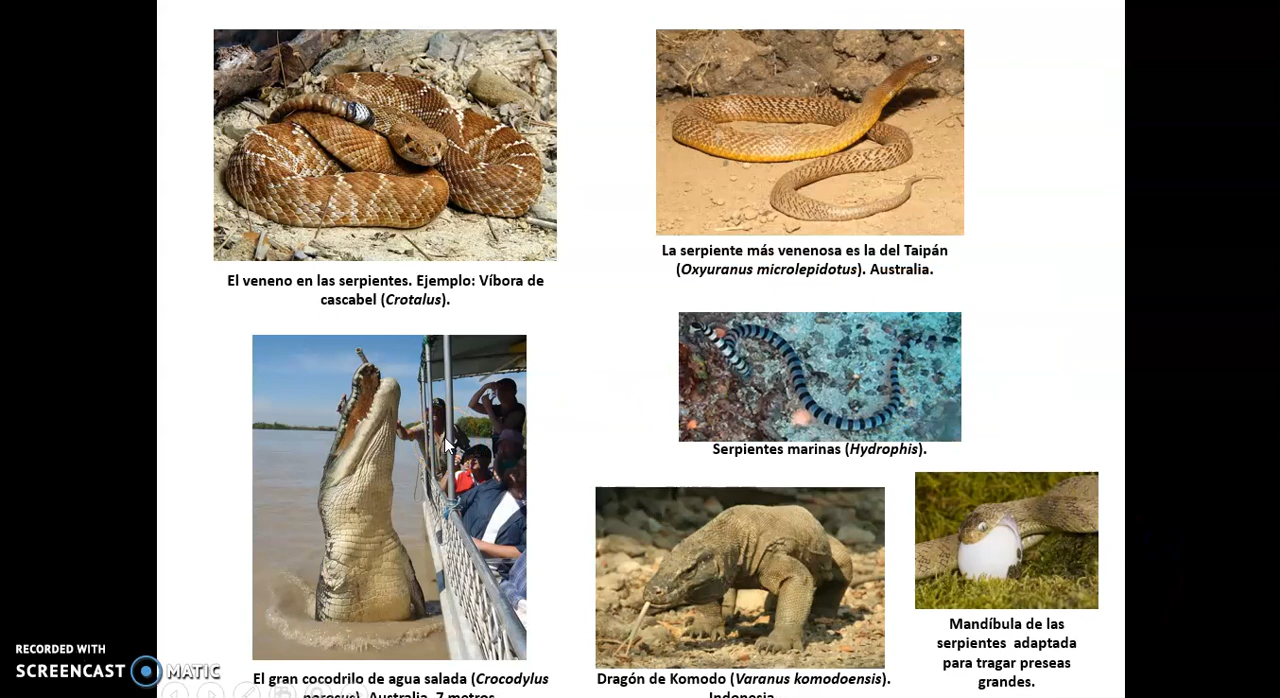 El veneno en las serpientes. Ejemplo: Víbora de
cascabel (Crotalus).
La serpiente más venenosa es la del Taipán
(Oxyuranus microlepidotus). Australia.
Serpientes marinas (Hydrophis).
El gran cocodrilo de agua salada (Crocodylus
porosus). Australia. 7 metros
Dragón de Komodo (Varanus komodoensis).
Indonesia.
Mandíbula de las
serpientes adaptada
para tragar preseas
grandes.
RECORDED WITH
SCREENCAST MATIC